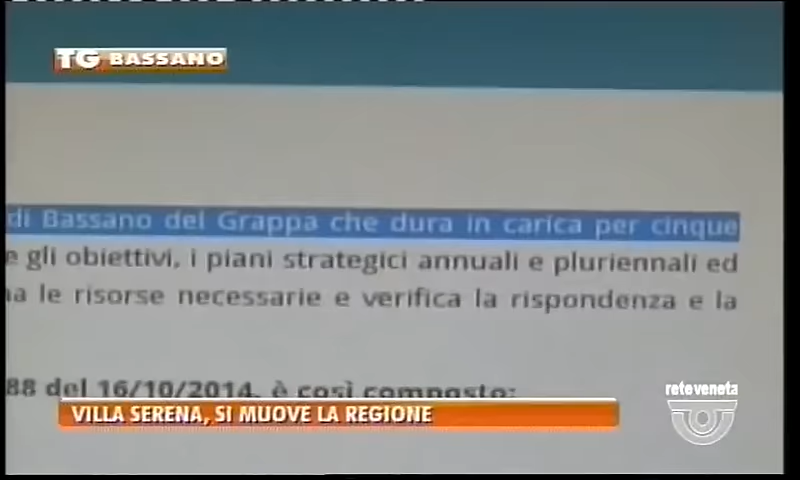 TG BASSANO
di Bassano del Grappa che dura in carica per cinque
e gli obiettivi, i piani strategici annuali e pluriennali ed
le risorse necessarie e verifica la rispondenza e la
88 del 16/10/2014, è così composto:
VILLA SERENA, SI MUOVE LA REGIONE
reteveneta